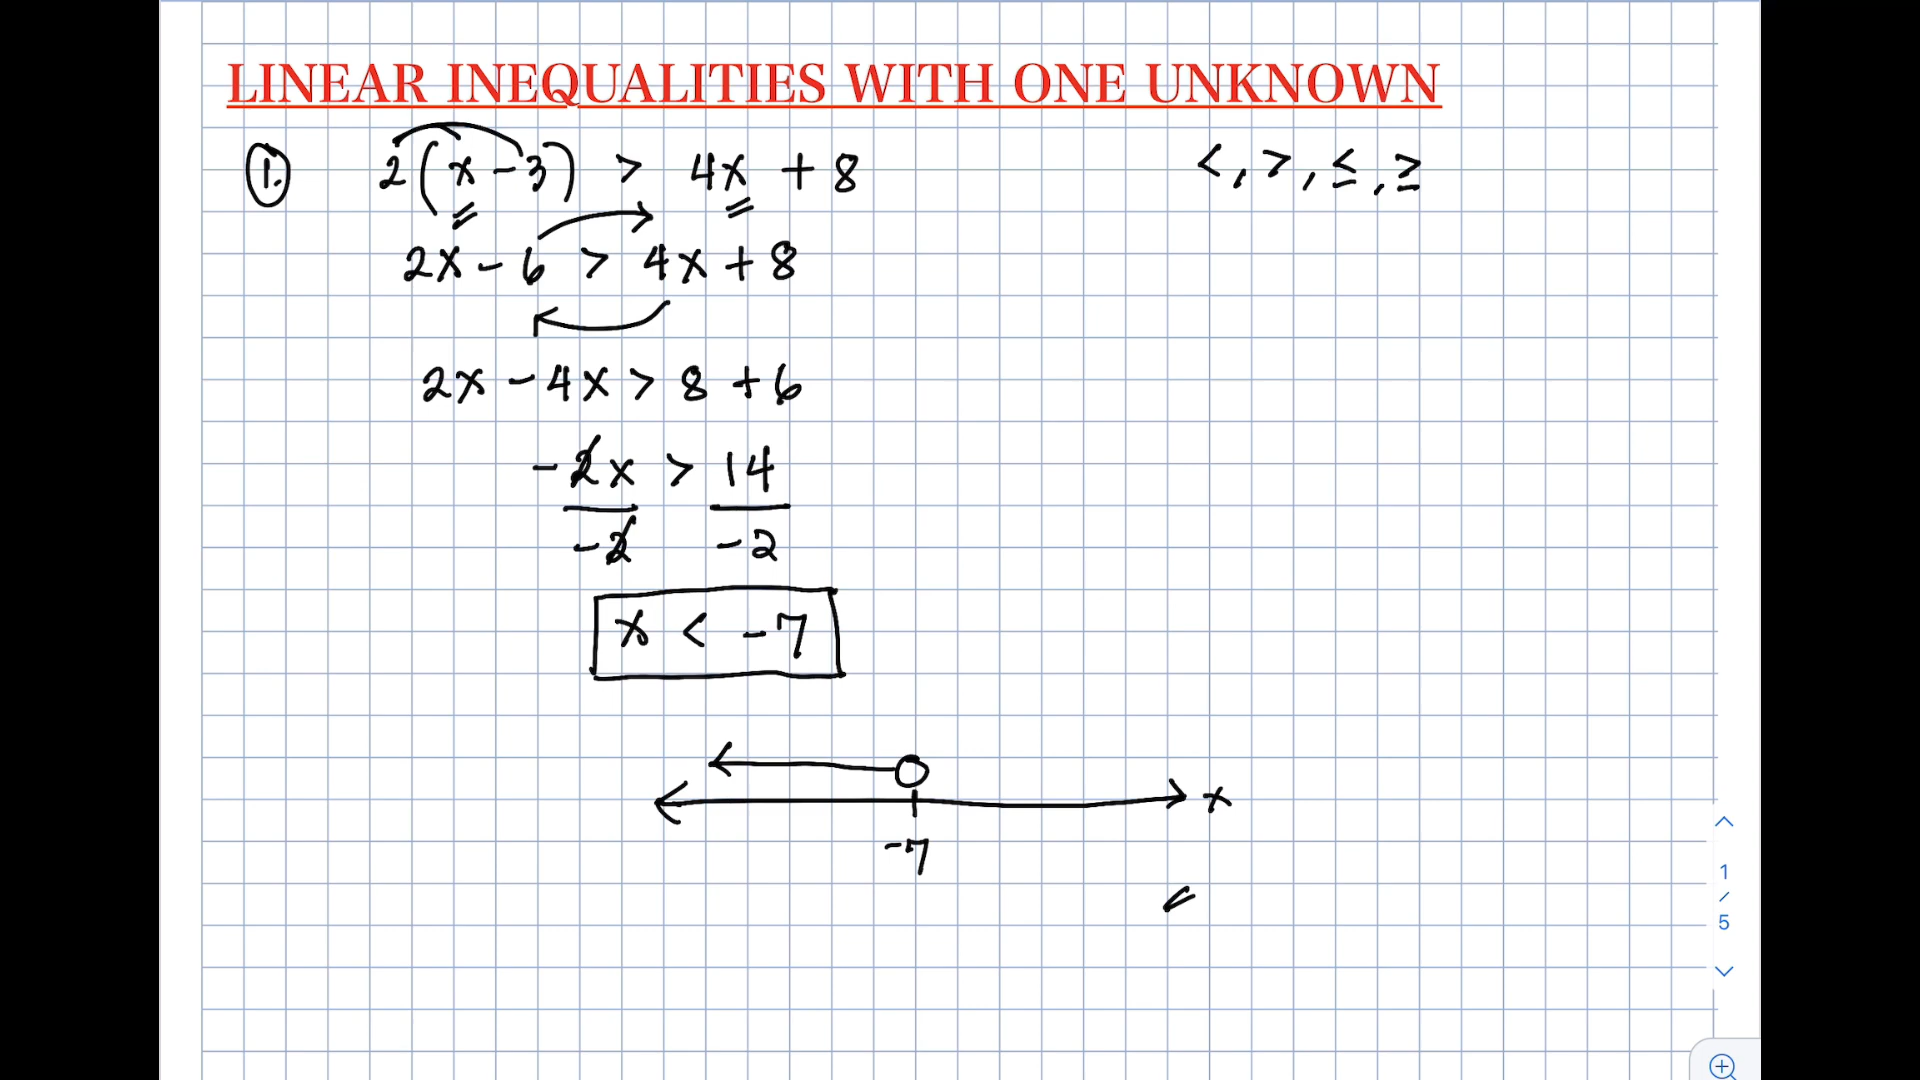 LINEAR INEQUALITIES WITH ONE UNKNOWN
1. 2(x - 3) > 4x + 8
<, >, ≤, ≥
2x - 6 > 4x + 8
2x - 4x > 8 + 6
-2x > 14
-2 -2
x < -7
x
-7
1
/
5